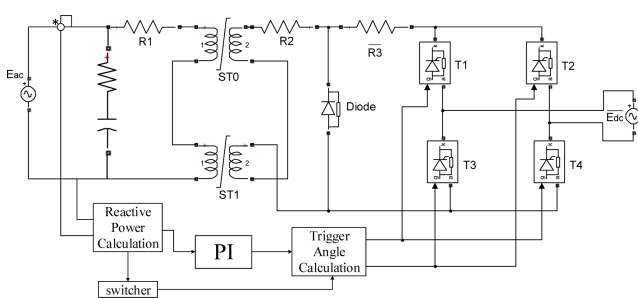 *
R1
1
2
ST0
R2
R3
T1
T2
Eac
Diode
Edc
1
2
ST1
T3
T4
Reactive
Power
Calculation
PI
Trigger
Angle
Calculation
switcher